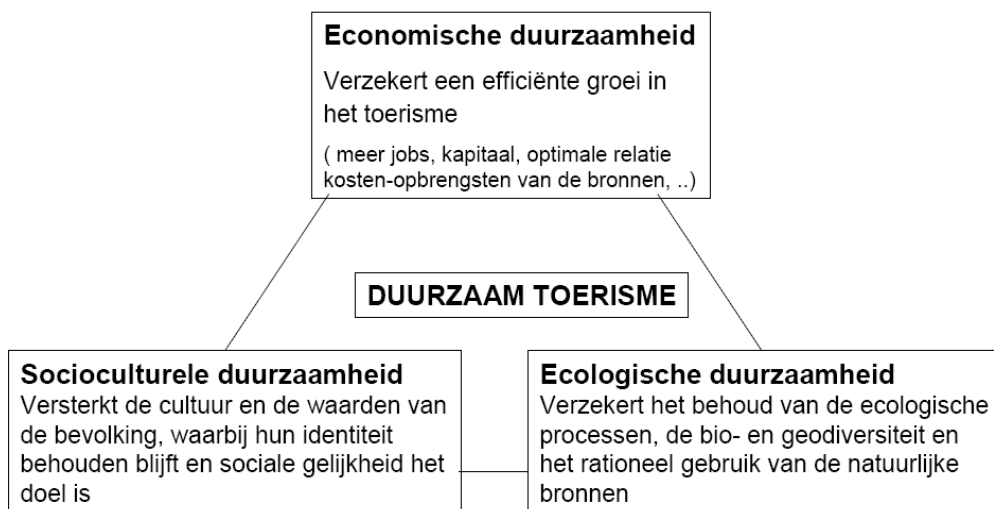 Economische duurzaamheid
Verzekert een efficiënte groei in
het toerisme
( meer jobs, kapitaal, optimale relatie
kosten-opbrengsten van de bronnen, ..)
DUURZAAM TOERISME
Socioculturele duurzaamheid
Versterkt de cultuur en de waarden van
de bevolking, waarbij hun identiteit
behouden blijft en sociale gelijkheid het
doel is
Ecologische duurzaamheid
Verzekert het behoud van de ecologische
processen, de bio- en geodiversiteit en
het rationeel gebruik van de natuurlijke
bronnen